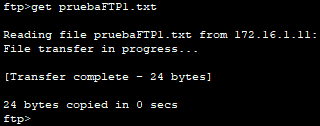 ftp>get pruebaFTP1.txt
Reading file pruebaFTP1.txt from 172.16.1.11:
File transfer in progress...
[Transfer complete - 24 bytes]
24 bytes copied in 0 secs
ftp>